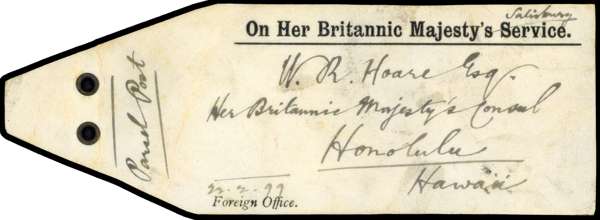 Salisbury
On Her Britannic Majesty's Service.
W. R. Hoare Esq.
Her Britannic Majesty's Consul
Honolulu
Hawaii
22.2.99
Foreign Office.
Parcel Post